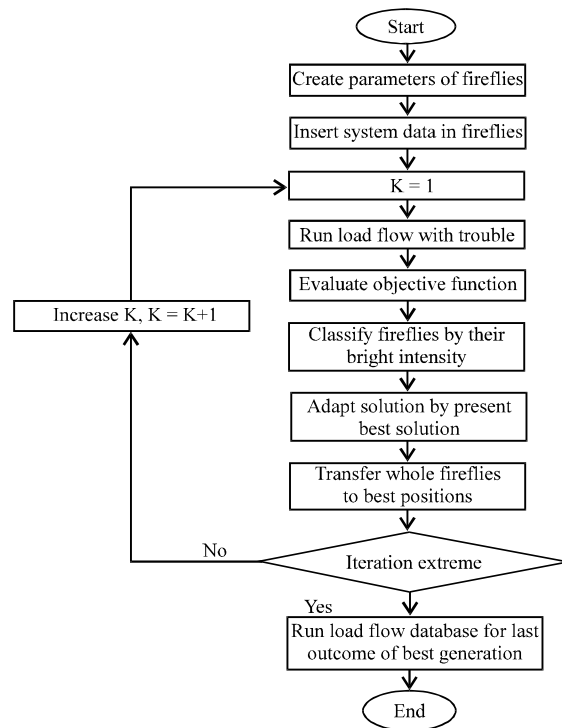 Start
Create parameters of fireflies
Insert system data in fireflies
K = 1
Run load flow with trouble
Evaluate objective function
Increase K, K = K+1
Classify fireflies by their
bright intensity
Adapt solution by present
best solution
Transfer whole fireflies
to best positions
No
Iteration extreme
Yes
Run load flow database for last
outcome of best generation
End